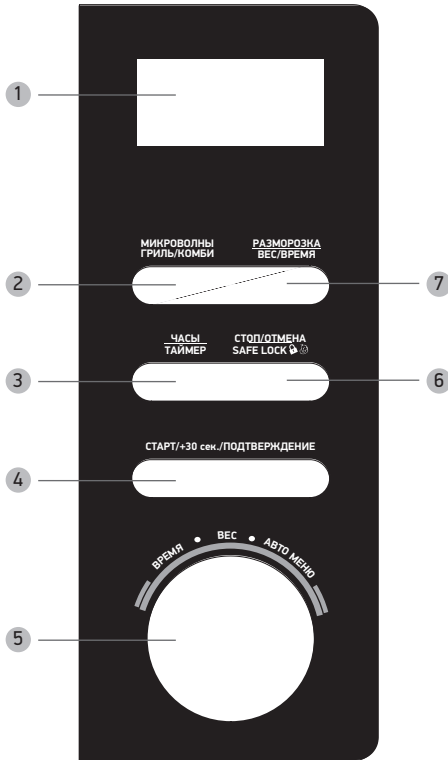 1
МИКРОВОЛНЫ
ГРИЛЬ/КОМБИ
РАЗМОРОЗКА
ВЕС/ВРЕМЯ
2
7
ЧАСЫ
ТАЙМЕР
СТОП/ОТМЕНА
SAFE LOCK
3
6
СТАРТ/+30 сек./ПОДТВЕРЖДЕНИЕ
4
ВРЕМЯ • ВЕС • АВТО МЕНЮ
5